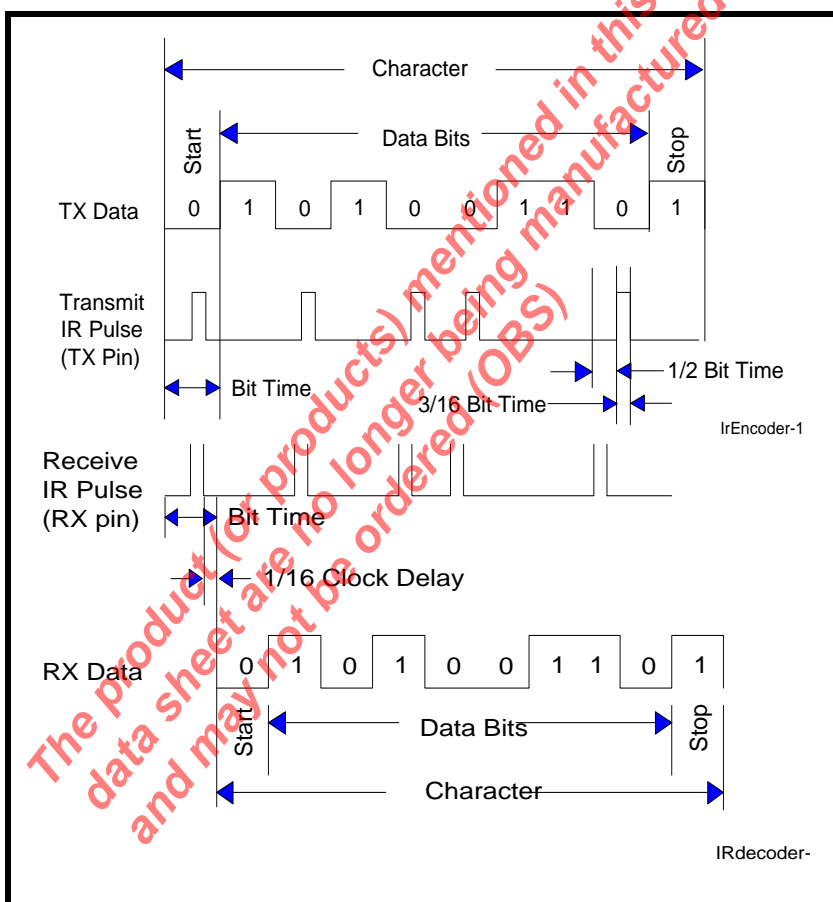 Character
Start
Data Bits
Stop
TX Data
0 1 0 1 0 0 1 1 0 1
Transmit
IR Pulse
(TX Pin)
Bit Time
1/2 Bit Time
3/16 Bit Time
IrEncoder-1
Receive
IR Pulse
(RX pin)
Bit Time
1/16 Clock Delay
RX Data
0 1 0 1 0 0 1 1 0 1
Start
Data Bits
Stop
Character
IRdecoder-
The product (or products) mentioned in this
data sheet are no longer being manufactured
and may not be ordered (OBS)